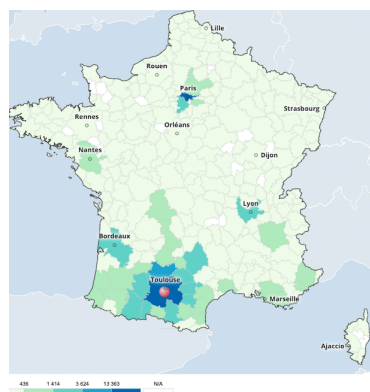 Lille
Rouen
Paris
Strasbourg
Rennes
Orléans
Nantes
Dijon
Lyon
Bordeaux
Toulouse
Marseille
Ajaccio
436 1 414 3 624 13 363 N/A